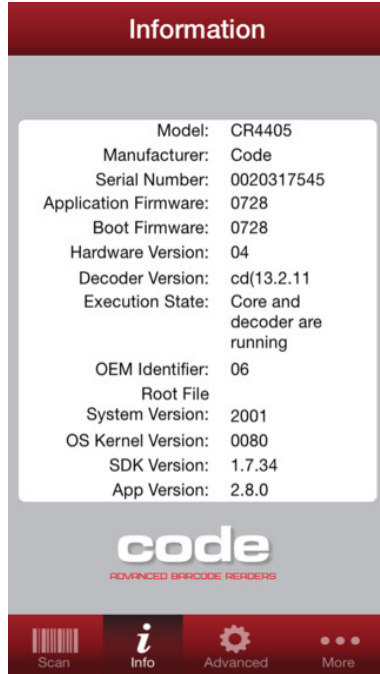 Information
Model: CR4405
Manufacturer: Code
Serial Number: 0020317545
Application Firmware: 0728
Boot Firmware: 0728
Hardware Version: 04
Decoder Version: cd(13.2.11
Execution State: Core and
decoder are
running
OEM Identifier: 06
Root File
System Version: 2001
OS Kernel Version: 0080
SDK Version: 1.7.34
App Version: 2.8.0
code
ADVANCED BARCODE READERS
Scan Info Advanced More